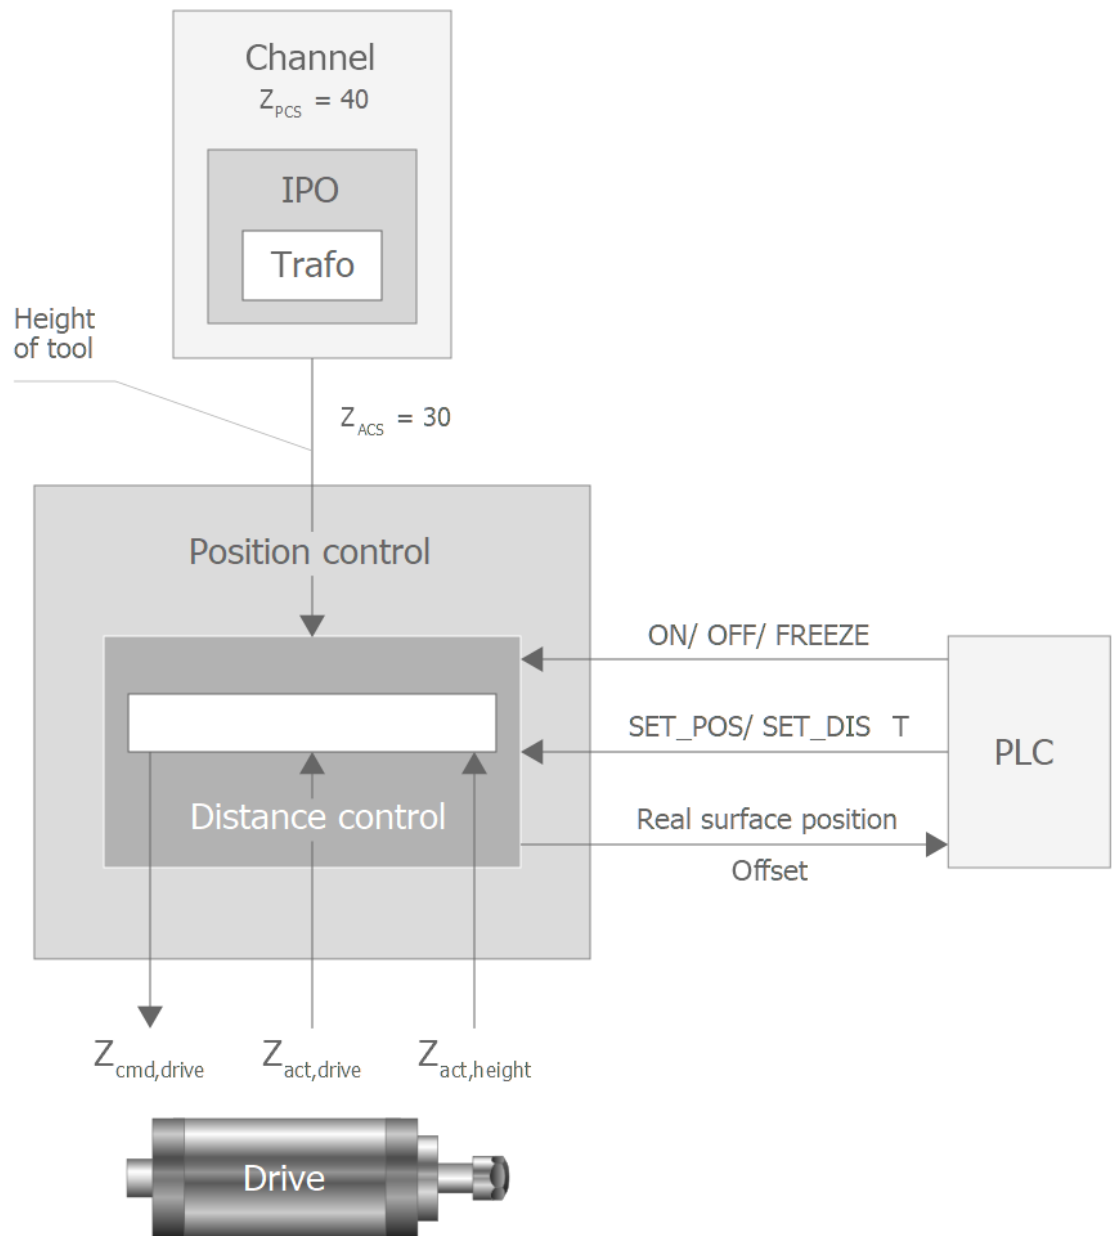 Channel
Z_PCS = 40
IPO
Trafo
Height
of tool
Z_ACS = 30
Position control
ON/ OFF/ FREEZE
SET_POS/ SET_DIS T
PLC
Distance control
Real surface position
Offset
Z_cmd,drive
Z_act,drive
Z_act,height
Drive